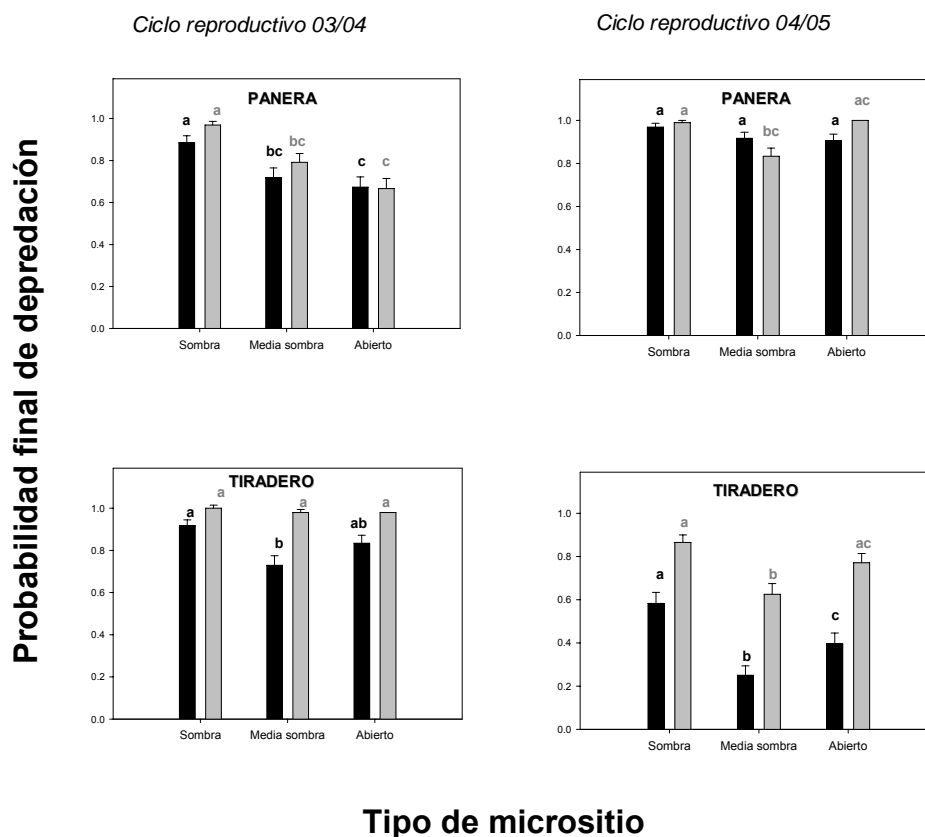 Ciclo reproductivo 03/04
Ciclo reproductivo 04/05
Probabilidad final de depredación
PANERA
1.0
0.8
0.6
0.4
0.2
0.0
a a bc bc c c
Sombra Media sombra Abierto
PANERA
1.0
0.8
0.6
0.4
0.2
0.0
a a a bc a ac
Sombra Media sombra Abierto
TIRADERO
1.0
0.8
0.6
0.4
0.2
0.0
a a b a ab a
Sombra Media sombra Abierto
TIRADERO
1.0
0.8
0.6
0.4
0.2
0.0
a a b b c ac
Sombra Media sombra Abierto
Tipo de micrositio